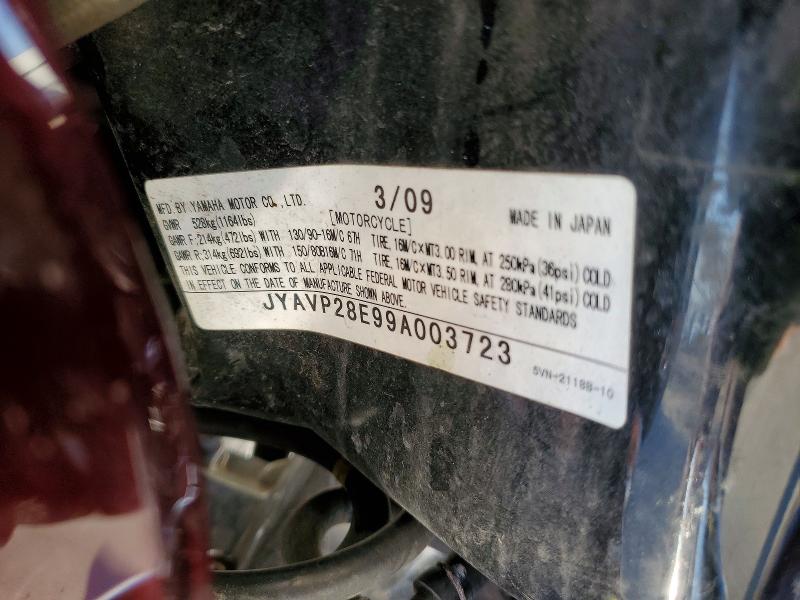 MFD.BY.YAMAHA MOTOR CO.,LTD. 3/09 MADE IN JAPAN
GVWR 528kg(1164lbs) [MOTORCYCLE]
GAWR F.214kg(472lbs)WITH 130/90-16M/C 67H TIRE,16M/C×MT3.00 RIM,AT 250kPa(36psi)COLD
GAWR R.314kg(692lbs)WITH 150/80B16M/C 71H TIRE,16M/C×MT3.50 RIM,AT 280kPa(41psi)COLD
THIS VEHICLE CONFORMS TO ALL APPLICABLE FEDERAL MOTOR VEHICLE SAFETY STANDARDS
IN EFFECT ON THE DATE OF MANUFACTURE SHOWN ABOVE.
JYAVP28E99A003723
5VN-2118B-10